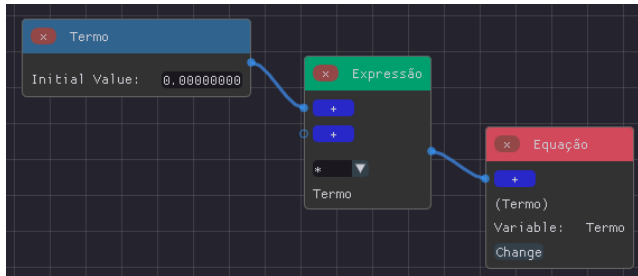 × Termo
Initial Value: 0.00000000
× Expressão
+
+
* ▼
Termo
× Equação
+
(Termo)
Variable: Termo
Change